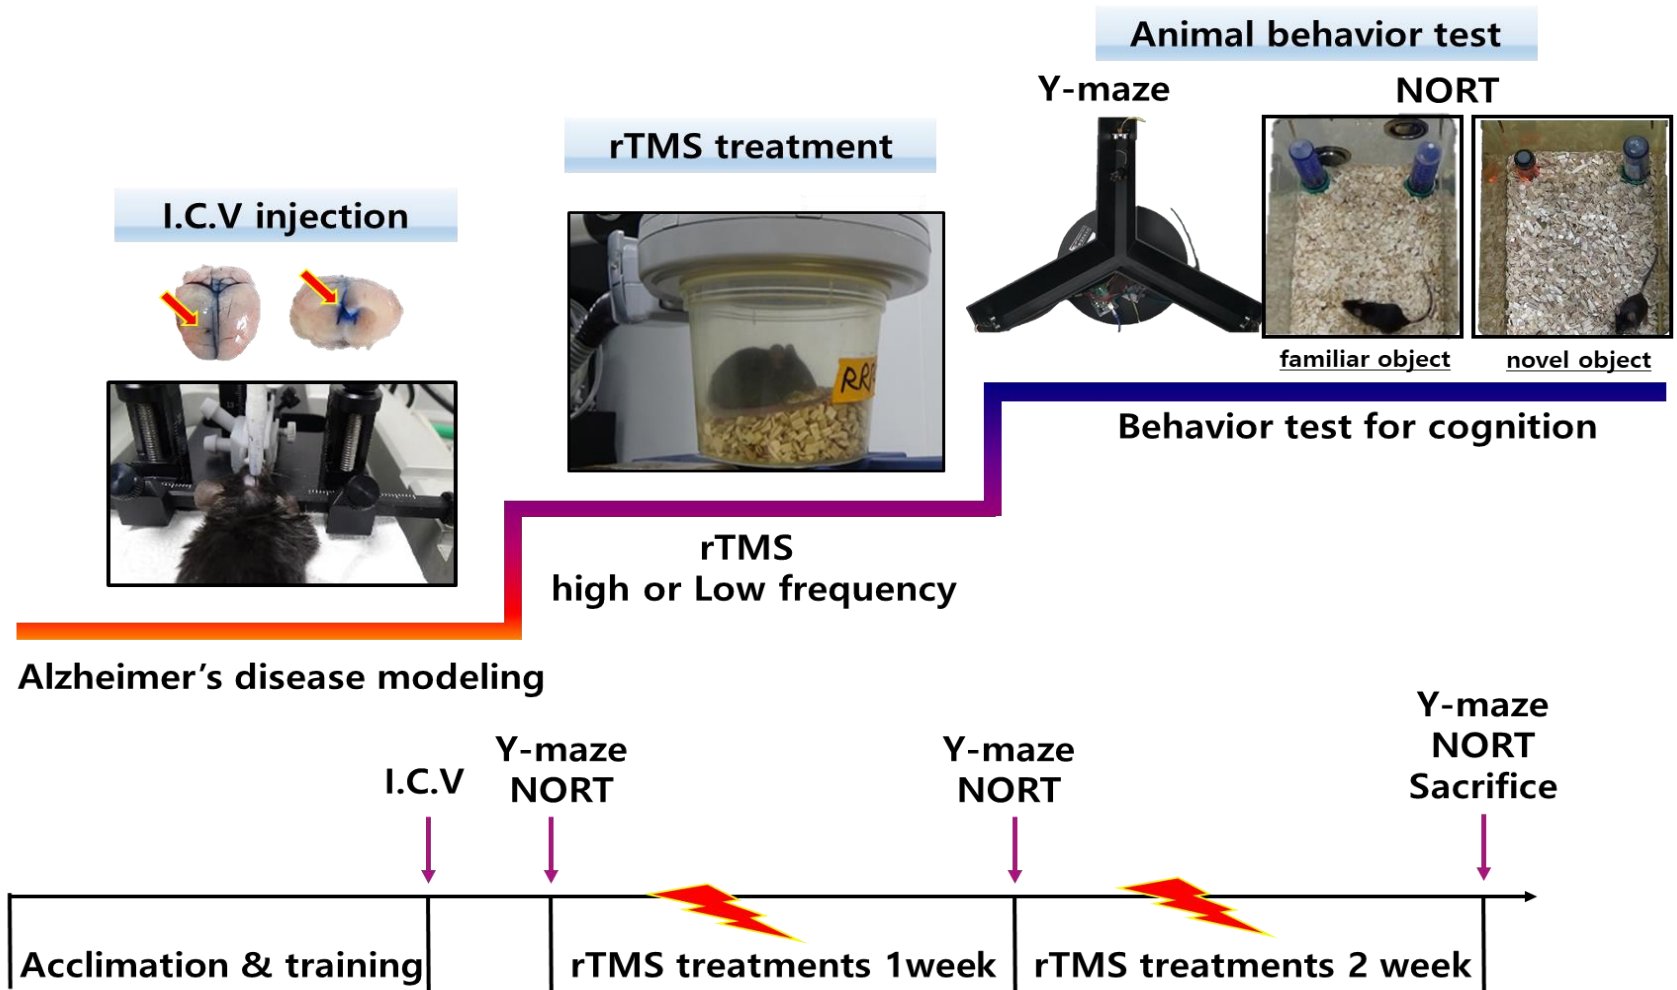 Animal behavior test
Y-maze
NORT
rTMS treatment
I.C.V injection
familiar object
novel object
Behavior test for cognition
rTMS
high or Low frequency
Alzheimer’s disease modeling
I.C.V
Y-maze
NORT
Y-maze
NORT
Y-maze
NORT
Sacrifice
Acclimation & training
rTMS treatments 1week
rTMS treatments 2 week